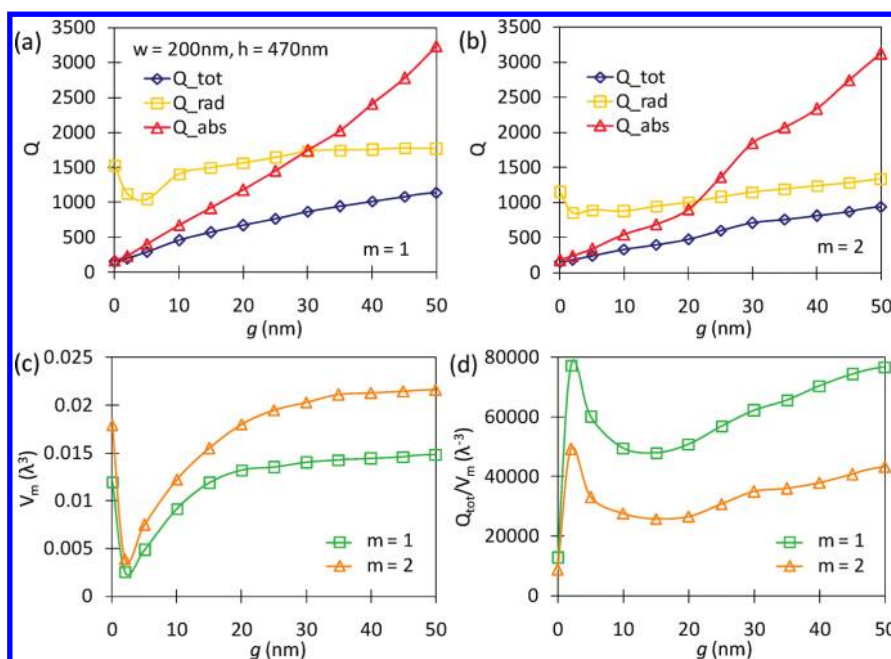 (a)
w = 200nm, h = 470nm
Q_tot
Q_rad
Q_abs
m = 1
Q
3500
3000
2500
2000
1500
1000
500
0
0 10 20 30 40 50
g (nm)
(b)
Q_tot
Q_rad
Q_abs
m = 2
Q
3500
3000
2500
2000
1500
1000
500
0
0 10 20 30 40 50
g (nm)
(c)
V_m (λ³)
0.025
0.02
0.015
0.01
0.005
0
m = 1
m = 2
0 10 20 30 40 50
g (nm)
(d)
Q_tot/V_m (λ⁻³)
80000
60000
40000
20000
0
m = 1
m = 2
0 10 20 30 40 50
g (nm)